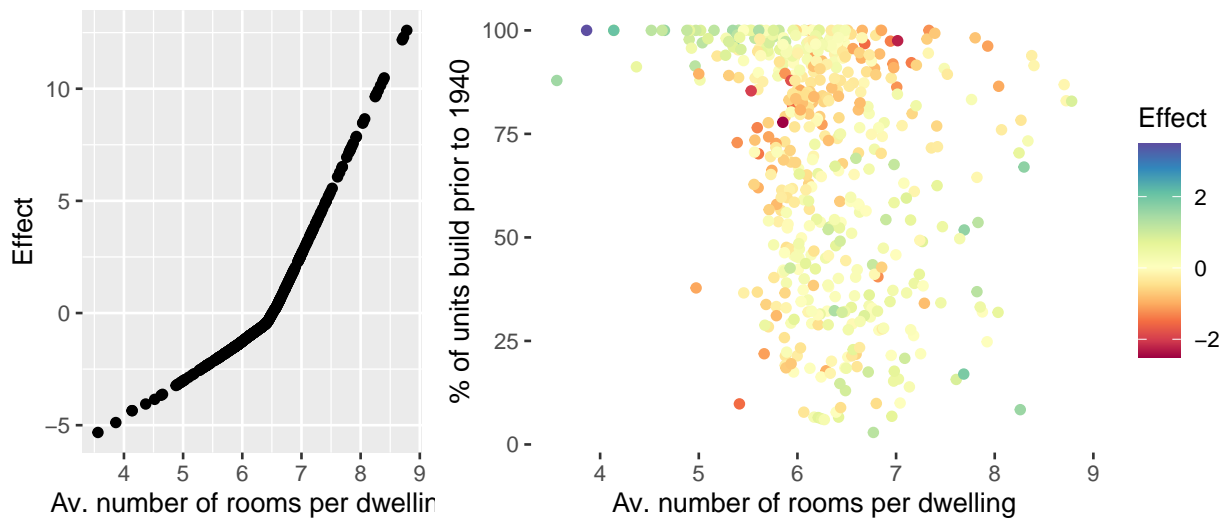 10
5
0
−5
Effect
4 5 6 7 8 9
Av. number of rooms per dwellin
100
75
50
25
0
% of units build prior to 1940
4 5 6 7 8 9
Av. number of rooms per dwelling
Effect
2
0
−2